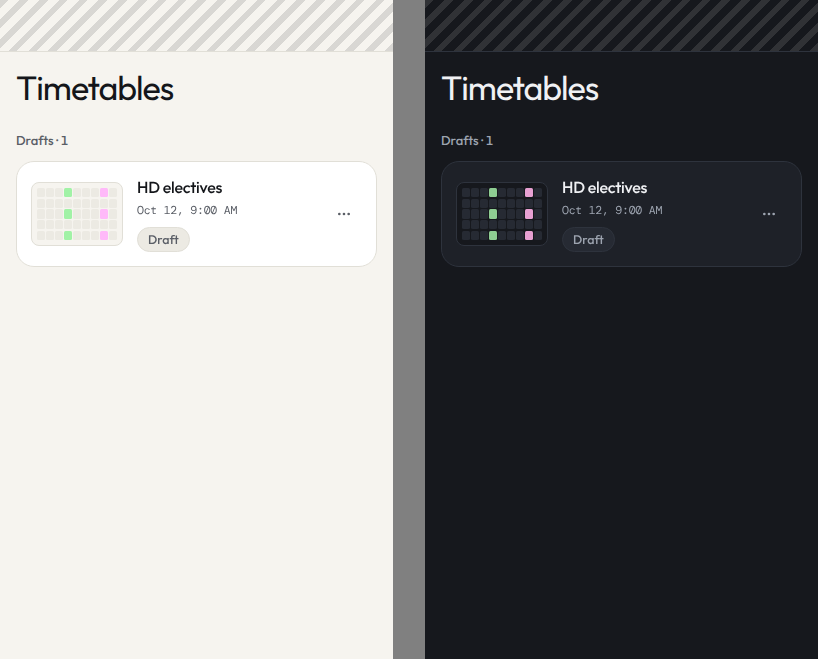 Timetables
Drafts · 1
HD electives
Oct 12, 9:00 AM
Draft
Timetables
Drafts · 1
HD electives
Oct 12, 9:00 AM
Draft